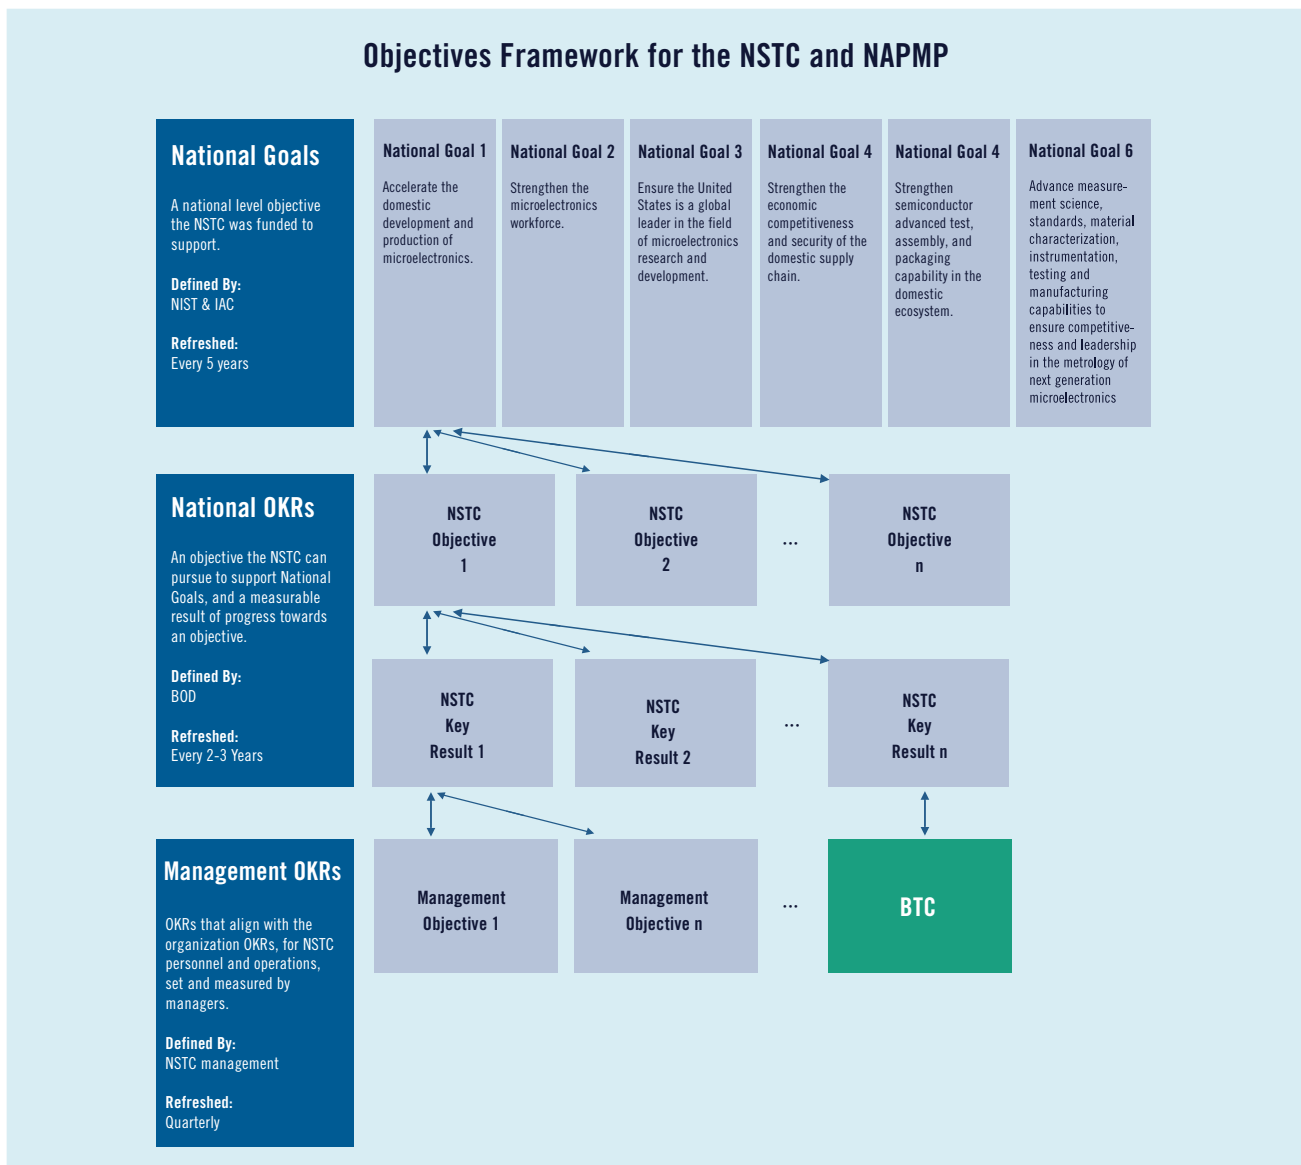 Objectives Framework for the NSTC and NAPMP
National Goals
A national level objective
the NSTC was funded to
support.
Defined By:
NIST & IAC
Refreshed:
Every 5 years
National Goal 1
Accelerate the
domestic
development and
production of
microelectronics.
National Goal 2
Strengthen the
microelectronics
workforce.
National Goal 3
Ensure the United
States is a global
leader in the field
of microelectronics
research and
development.
National Goal 4
Strengthen the
economic
competitiveness
and security of the
domestic supply
chain.
National Goal 4
Strengthen
semiconductor
advanced test,
assembly, and
packaging
capability in the
domestic
ecosystem.
National Goal 6
Advance measure-
ment science,
standards, material
characterization,
instrumentation,
testing and
manufacturing
capabilities to
ensure competitive-
ness and leadership
in the metrology of
next generation
microelectronics
National OKRs
An objective the NSTC can
pursue to support National
Goals, and a measurable
result of progress towards
an objective.
Defined By:
BOD
Refreshed:
Every 2-3 Years
NSTC
Objective
1
NSTC
Objective
2
...
NSTC
Objective
n
NSTC
Key
Result 1
NSTC
Key
Result 2
...
NSTC
Key
Result n
Management OKRs
OKRs that align with the
organization OKRs, for NSTC
personnel and operations,
set and measured by
managers.
Defined By:
NSTC management
Refreshed:
Quarterly
Management
Objective 1
Management
Objective n
...
BTC